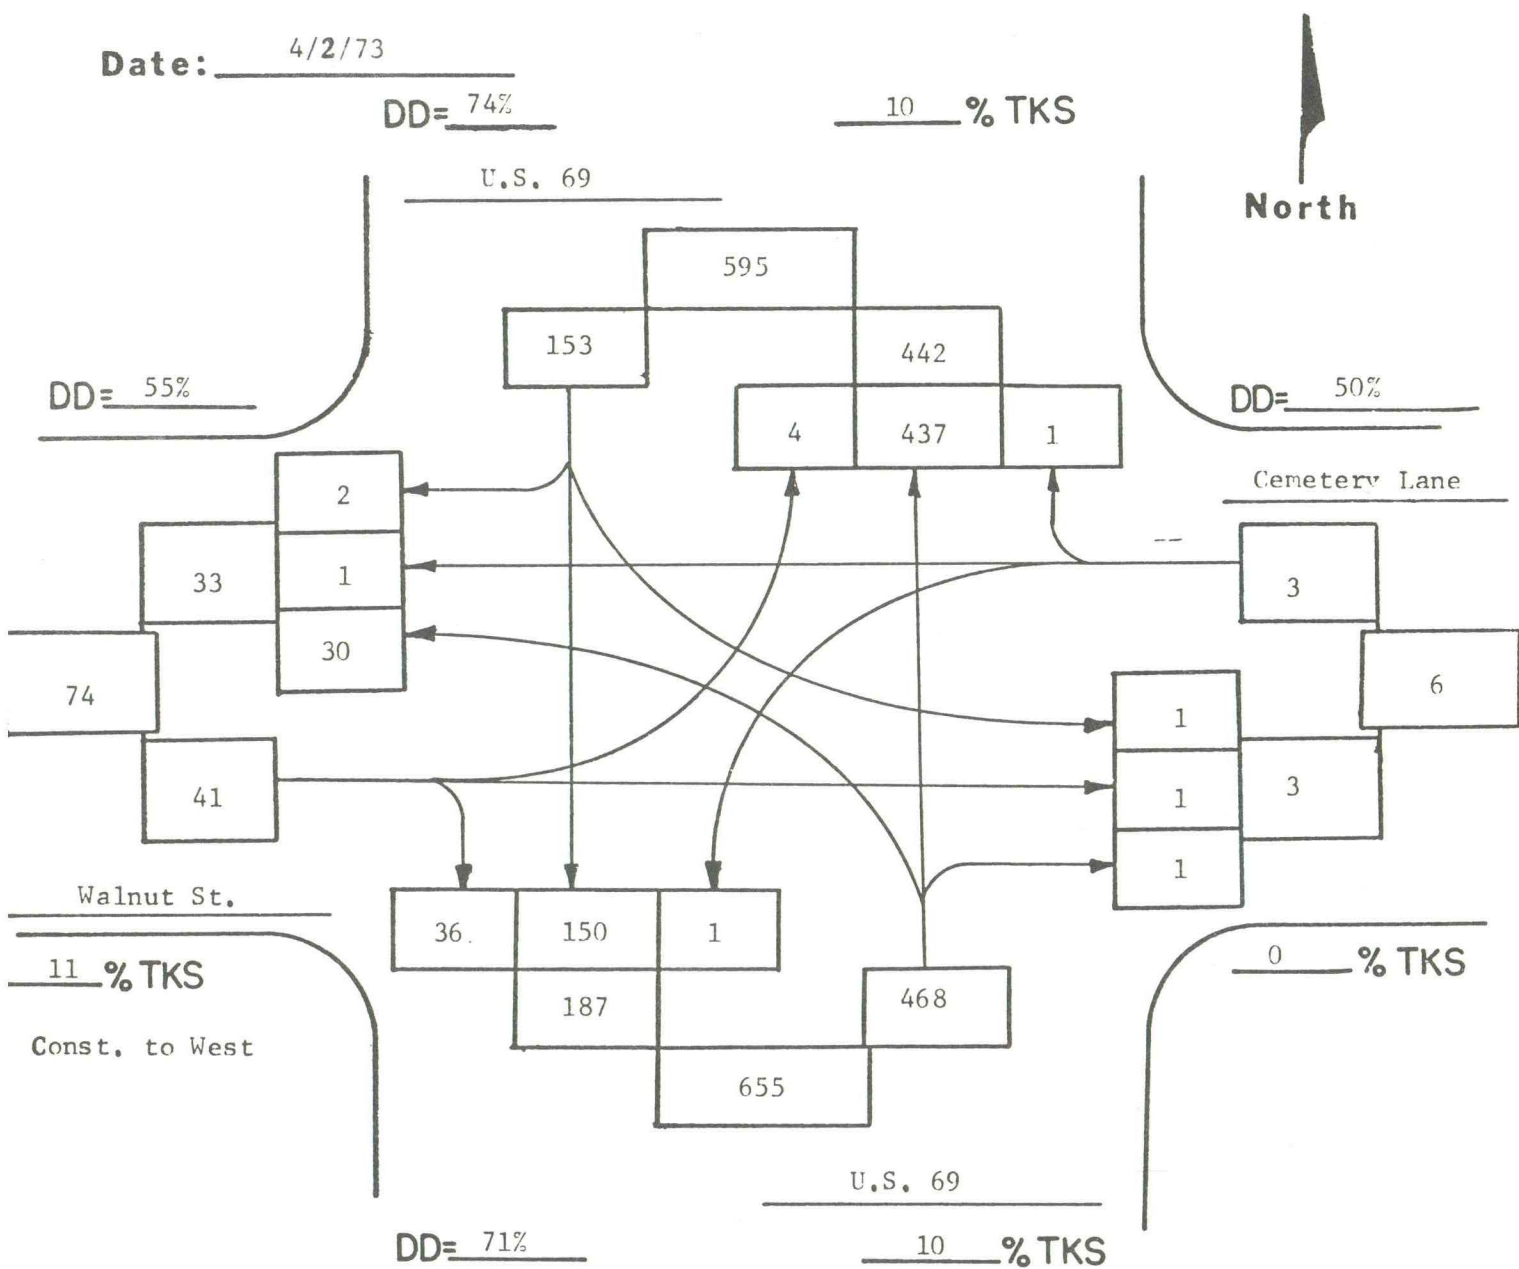 Date: 4/2/73
DD= 74%
10 % TKS
U.S. 69
North
595
153
442
DD= 55%
DD= 50%
4
437
1
Cemetery Lane
2
--
33
1
3
30
74
6
1
41
1
3
1
Walnut St.
36
150
1
11 % TKS
0 % TKS
187
468
Const. to West
655
U.S. 69
DD= 71%
10 % TKS